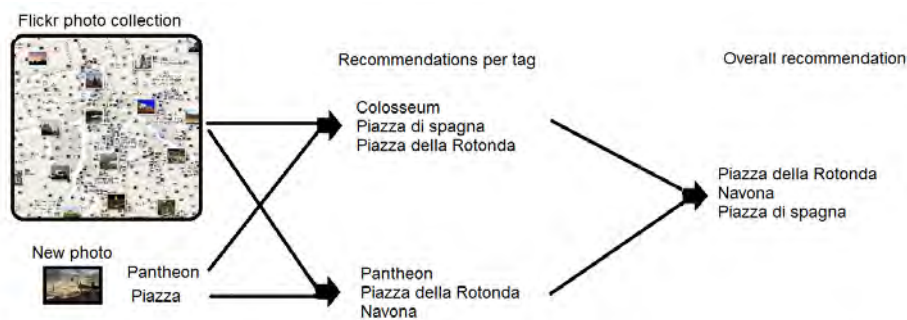 Flickr photo collection
Recommendations per tag
Overall recommendation
Colosseum
Piazza di spagna
Piazza della Rotonda
Piazza della Rotonda
Navona
Piazza di spagna
New photo
Pantheon
Piazza
Pantheon
Piazza della Rotonda
Navona